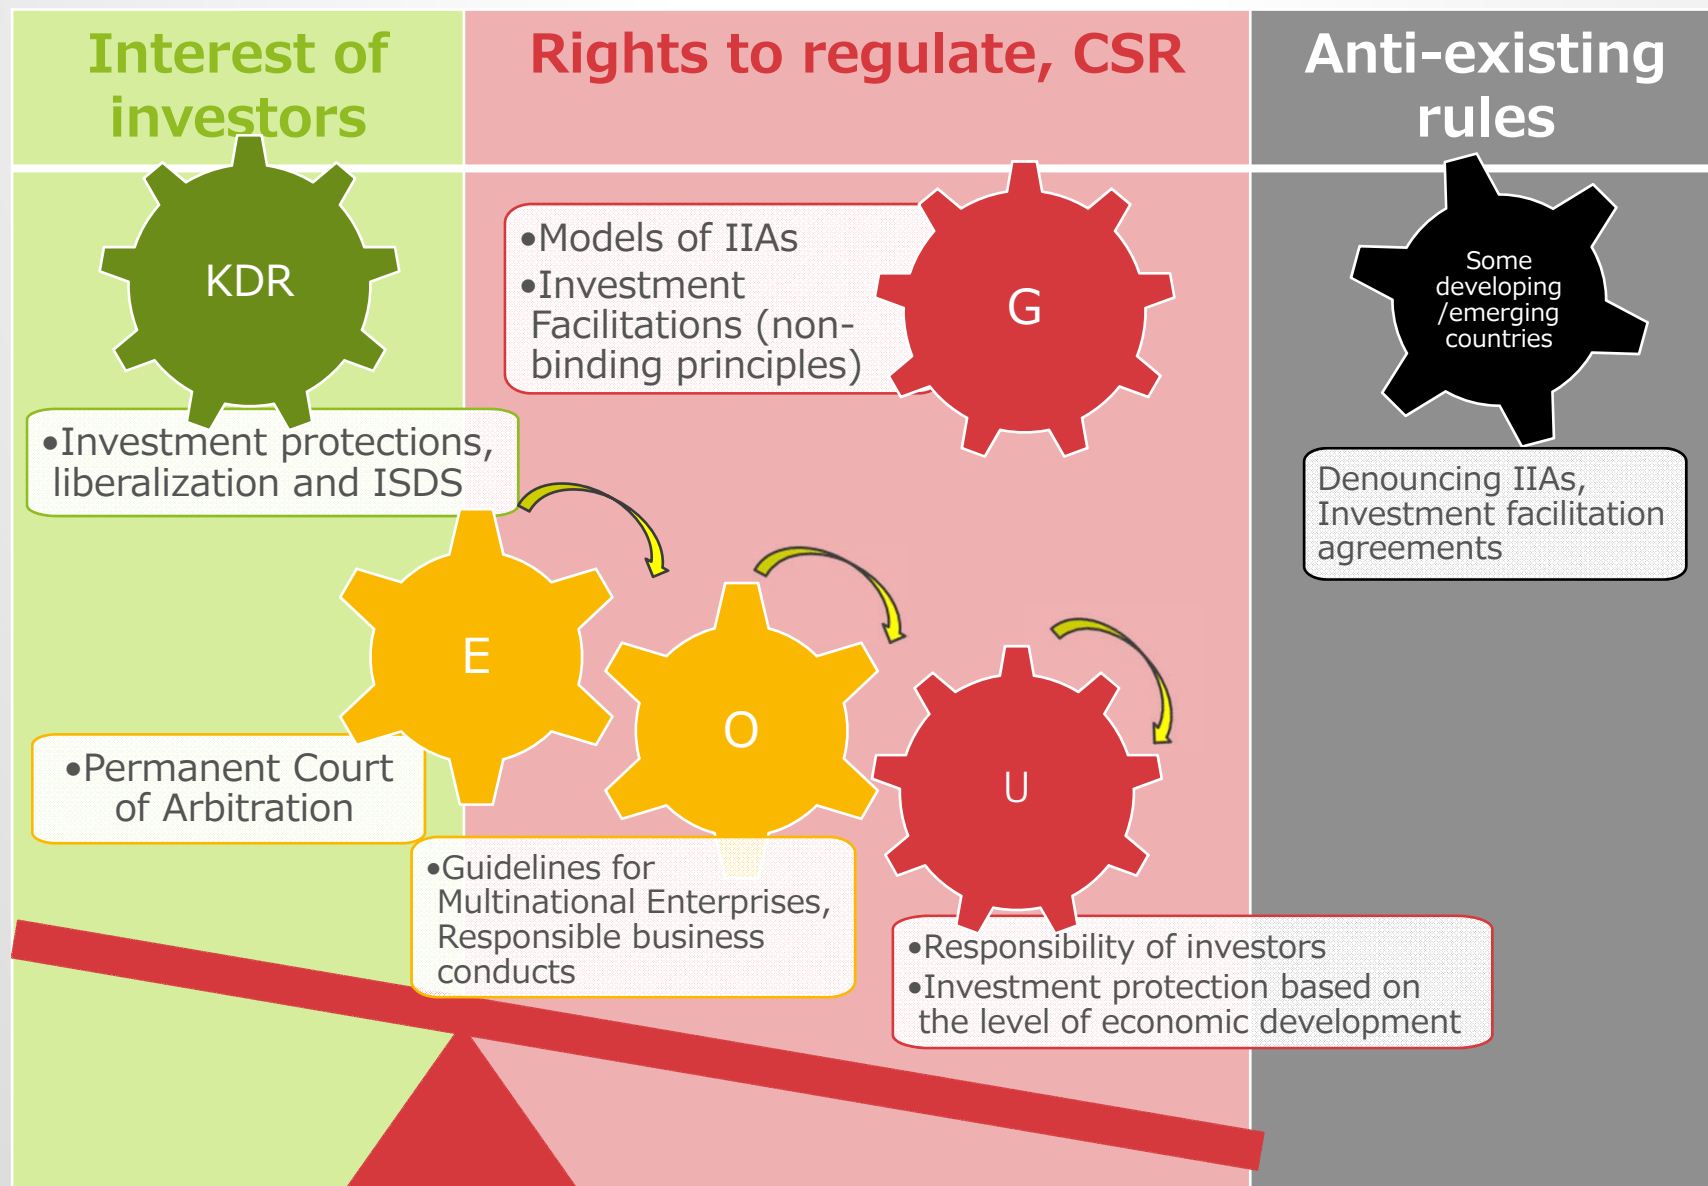 Interest of
investors
Rights to regulate, CSR
Anti-existing
rules
KDR
•Investment protections,
liberalization and ISDS
•Models of IIAs
•Investment
Facilitations (non-
binding principles)
G
Some
developing
/emerging
countries
Denouncing IIAs,
Investment facilitation
agreements
E
•Permanent Court
of Arbitration
O
•Guidelines for
Multinational Enterprises,
Responsible business
conducts
U
•Responsibility of investors
•Investment protection based on
the level of economic development